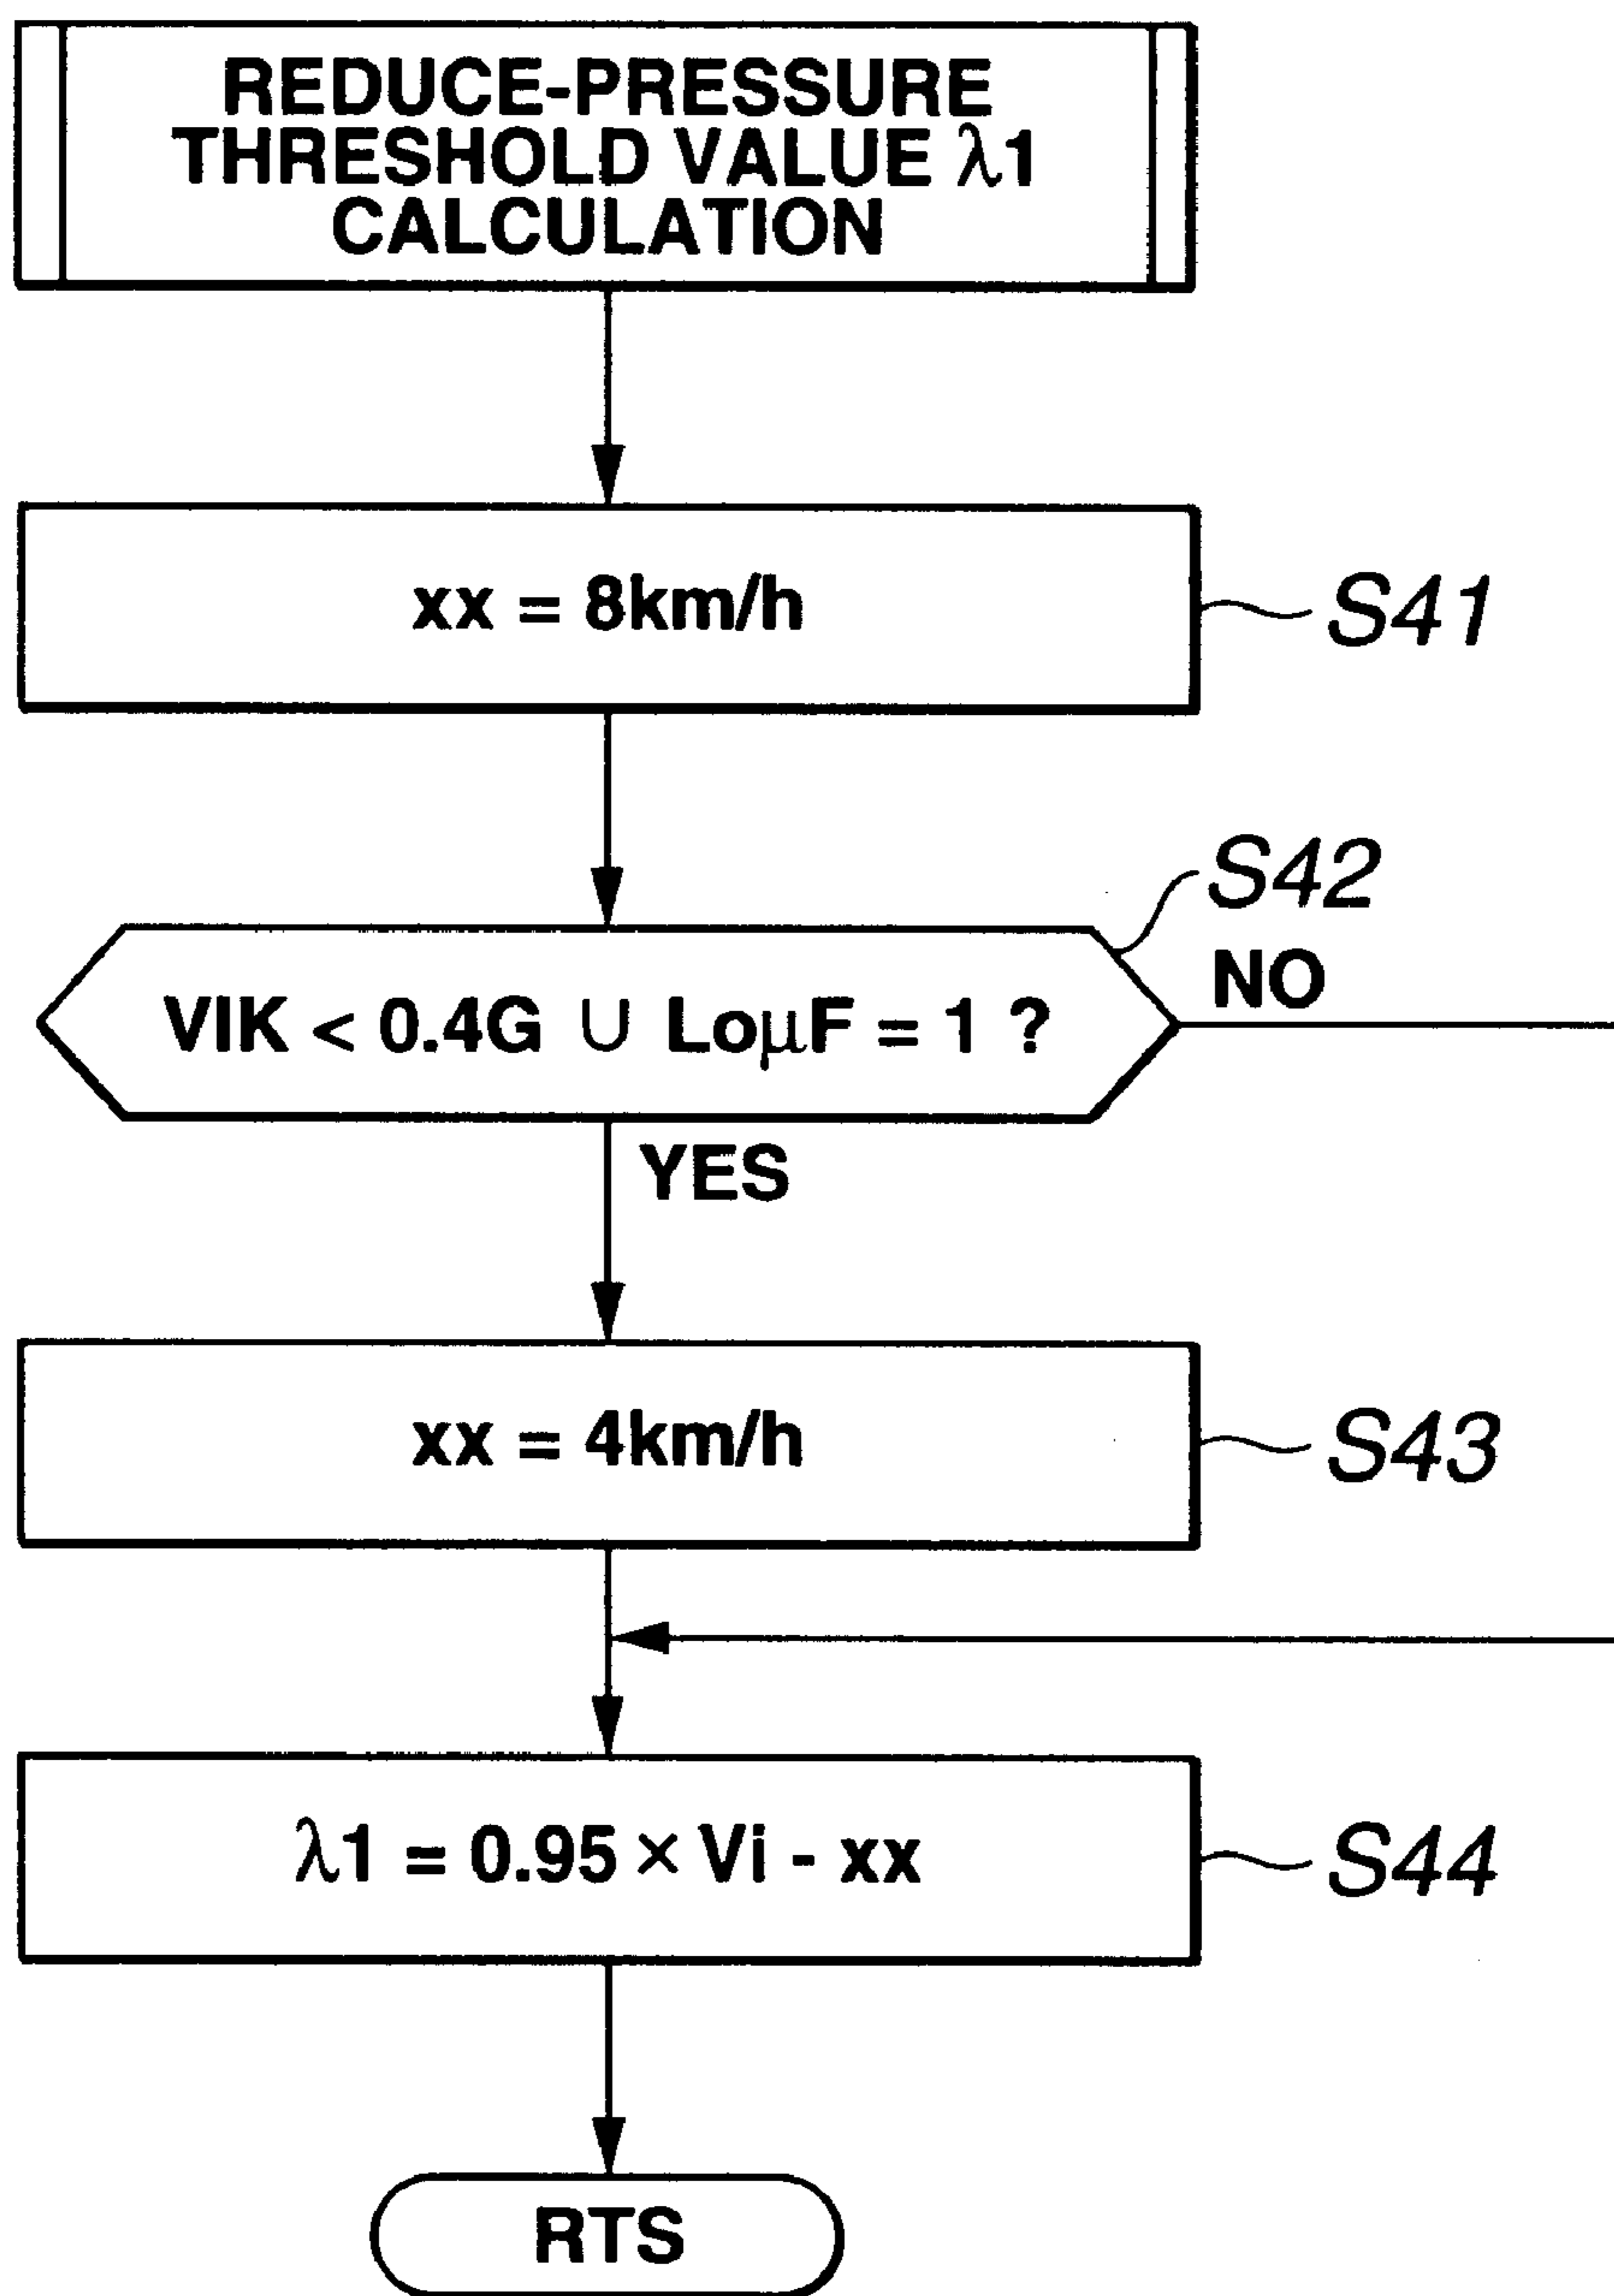 REDUCE-PRESSURE
THRESHOLD VALUE λ1
CALCULATION
xx = 8km/h
S41
S42
NO
VIK < 0.4G ∪ LoμF = 1 ?
YES
xx = 4km/h
S43
λ1 = 0.95 × Vi - xx
S44
RTS